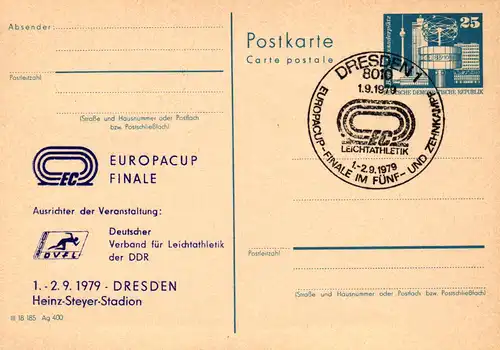 Absender:
Postleitzahl
(Straße und Hausnummer oder Postfach
bzw. Postschließfach)
EC
EUROPACUP
FINALE
Ausrichter der Veranstaltung:
DVFL
Deutscher
Verband für Leichtathletik
der DDR
1.-2. 9. 1979 - DRESDEN
Heinz-Steyer-Stadion
III 18 185 Ag 400
Postkarte
Carte postale
25
DEUTSCHE DEMOKRATISCHE REPUBLIK
DRESDEN 1
8010
1.9.1979
EC
LEICHTATHLETIK
1.-2.9.1979
EUROPACUP-FINALE IM FÜNF- UND ZEHNKAMPF
Postleitzahl
(Straße und Hausnummer oder Postfach bzw. Postschließfach)